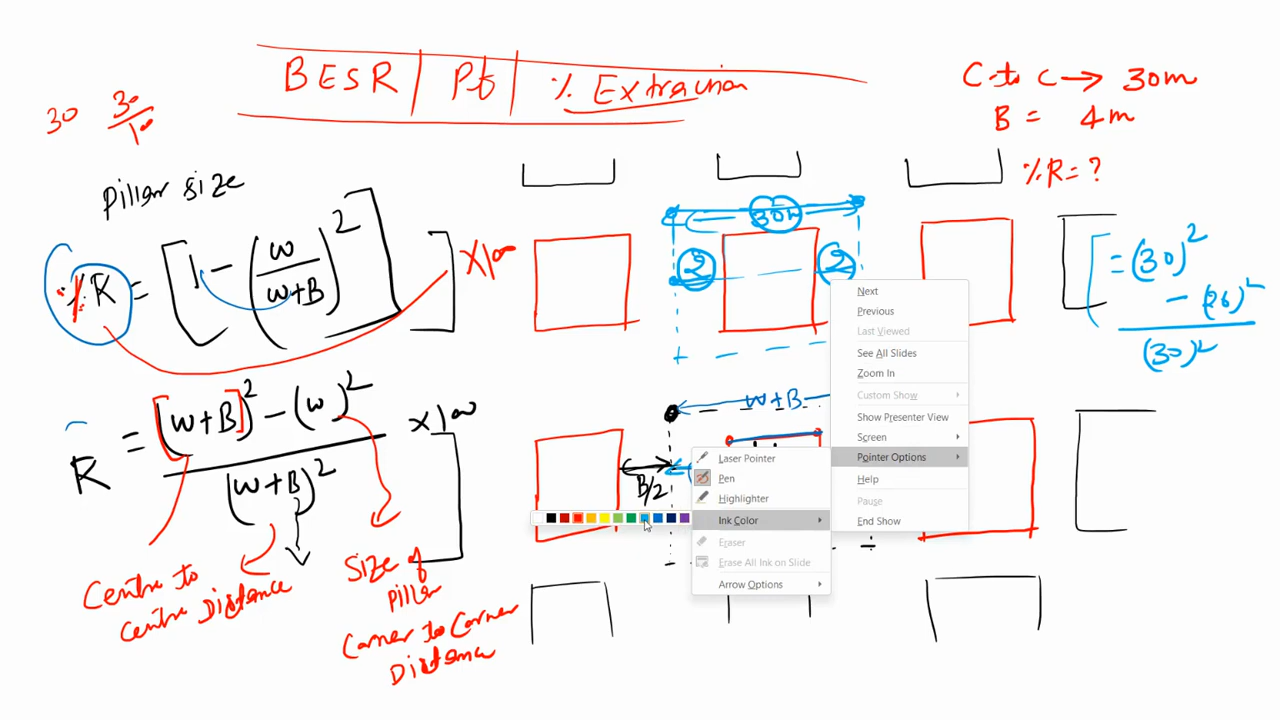 BESR | Pf | % Extraction
C to C → 30m
B = 4m
%R = ?
30 30/100
Pillar size
%R = [1 - (w/(w+B))²] X100
R = ((w+B)² - (w)²)/(w+B)² X100
Centre to
Centre Distance
Size of
Piller
Corner to Corner
Distance
30m
2 2
w+B
B/2
= (30)²
- (26)²
(30)²
Next
Previous
Last Viewed
See All Slides
Zoom In
Custom Show
Show Presenter View
Screen
Pointer Options
Help
Pause
End Show
Laser Pointer
Pen
Highlighter
Ink Color
Eraser
Erase All Ink on Slide
Arrow Options